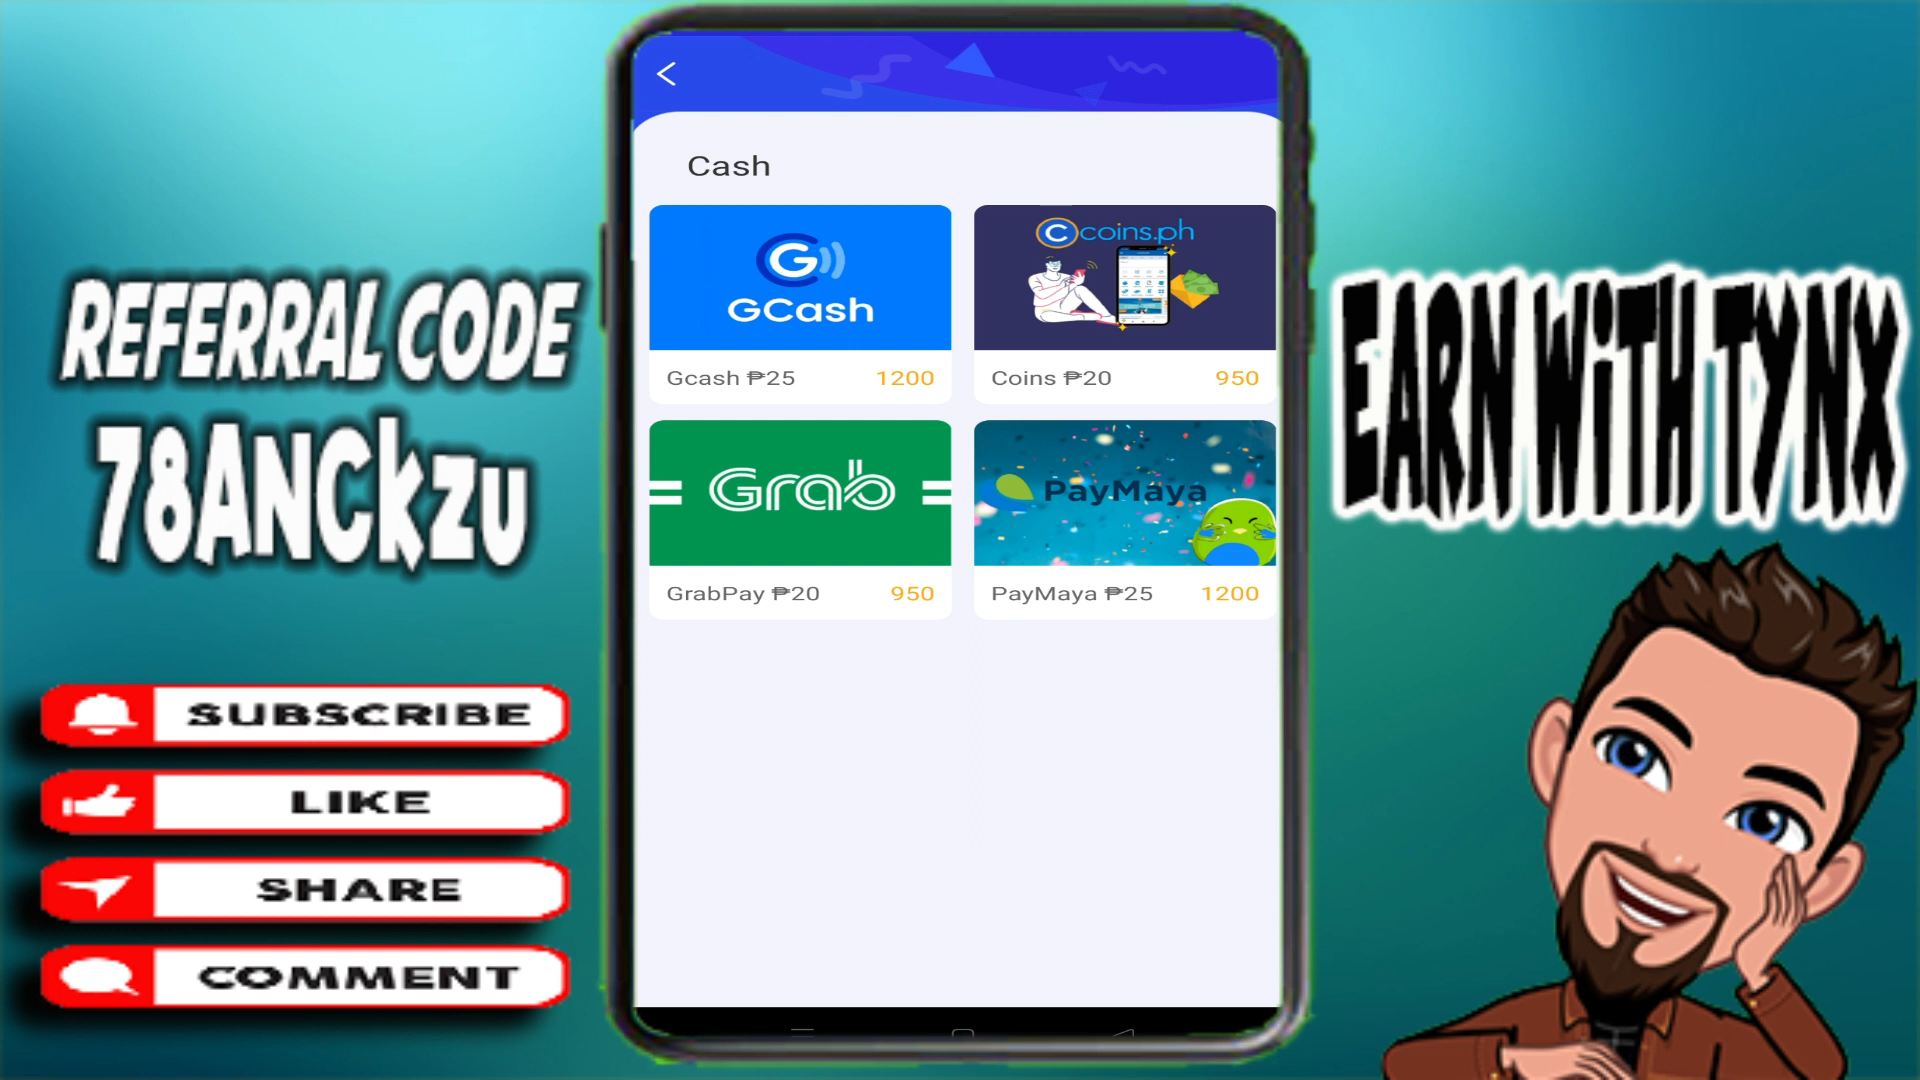 REFERRAL CODE
78ANCkzu
SUBSCRIBE
LIKE
SHARE
COMMENT
Cash
GCash
Gcash ₱25 1200
coins.ph
Coins ₱20 950
Grab
GrabPay ₱20 950
PayMaya
PayMaya ₱25 1200
EARN WiTH TYNX